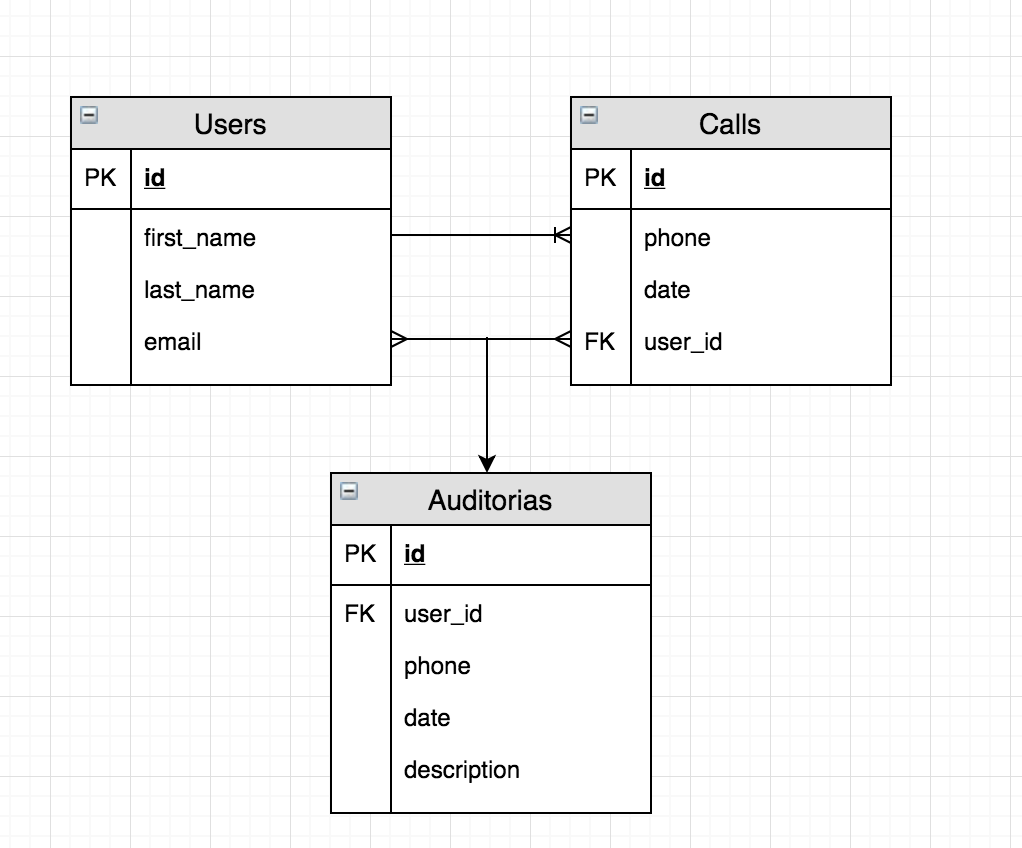 Users
PK id
first_name
last_name
email
Calls
PK id
phone
date
FK user_id
Auditorias
PK id
FK user_id
phone
date
description